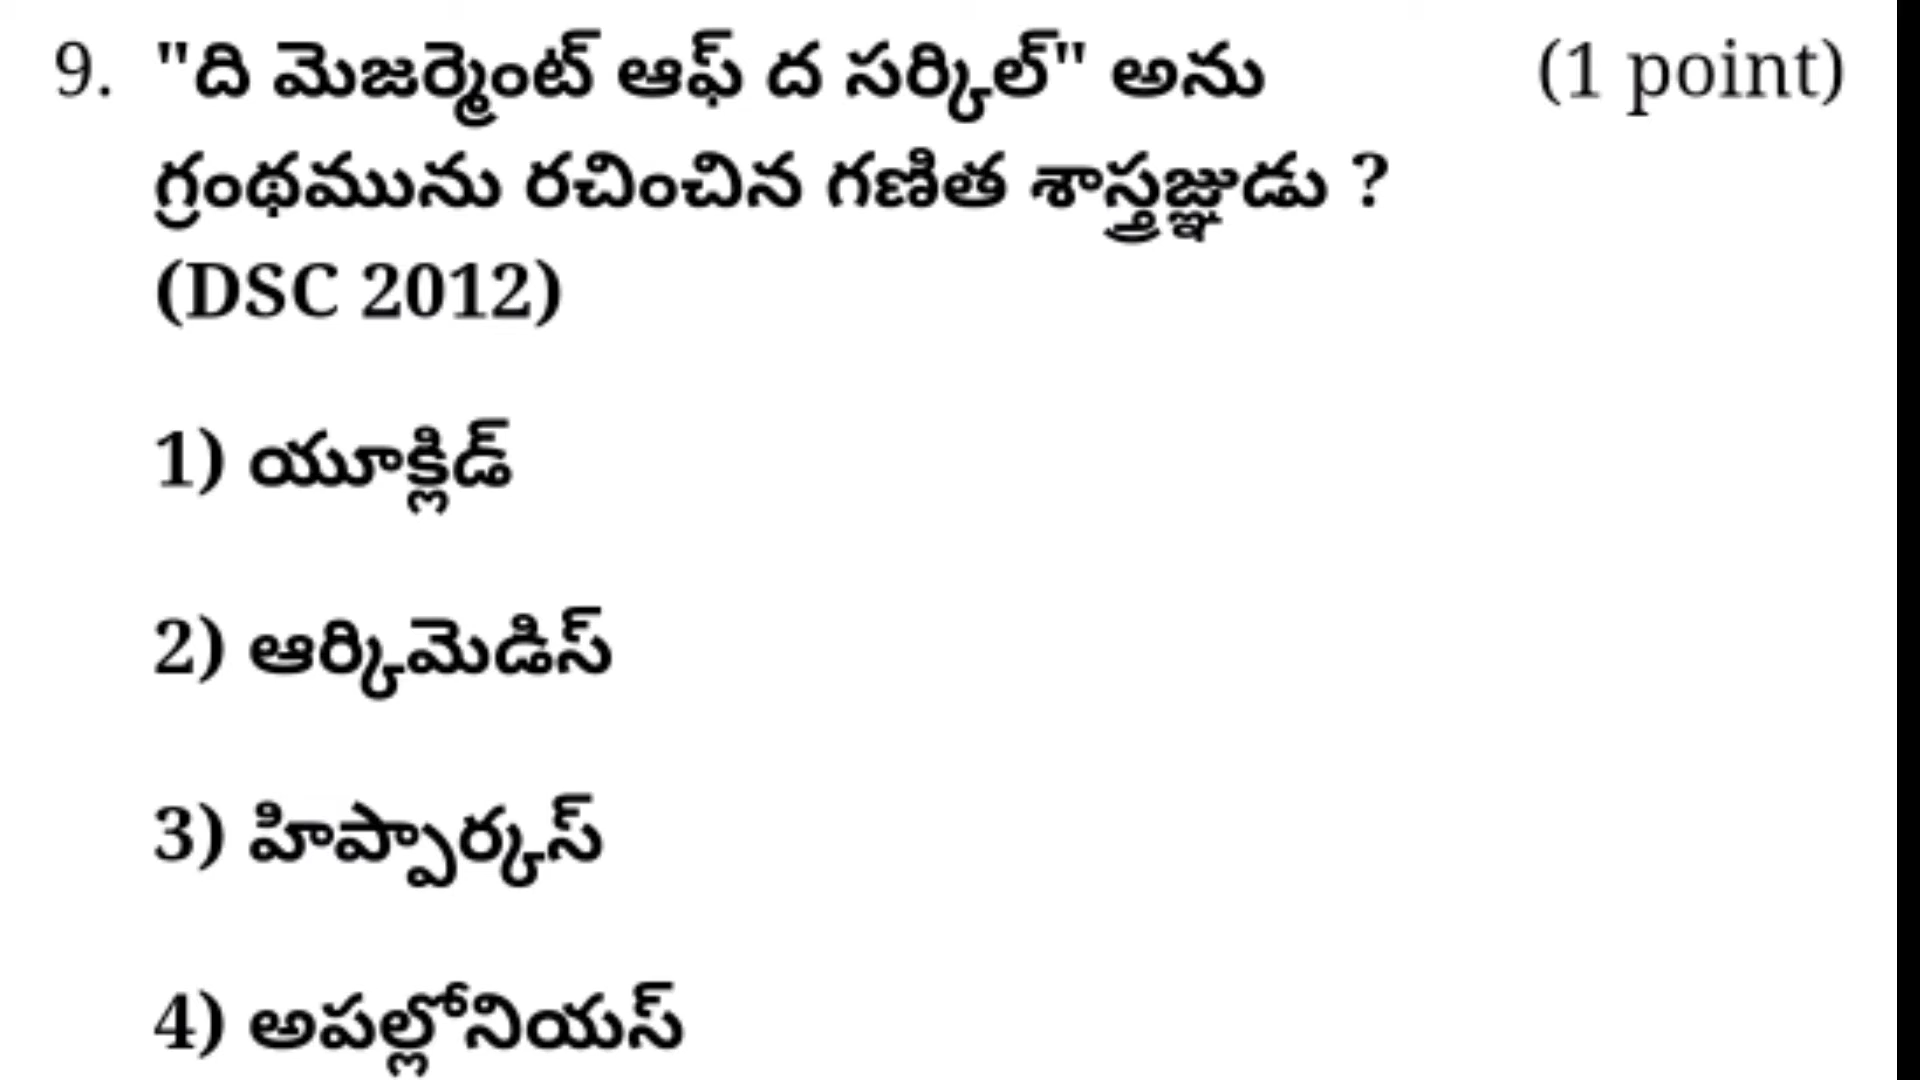 9. "ది మెజర్మెంట్ ఆఫ్ ద సర్కిల్" అను (1 point)
గ్రంథమును రచించిన గణిత శాస్త్రజ్ఞుడు ?
(DSC 2012)
1) యూక్లిడ్
2) ఆర్కిమెడిస్
3) హిప్పార్కస్
4) అపల్లోనియస్